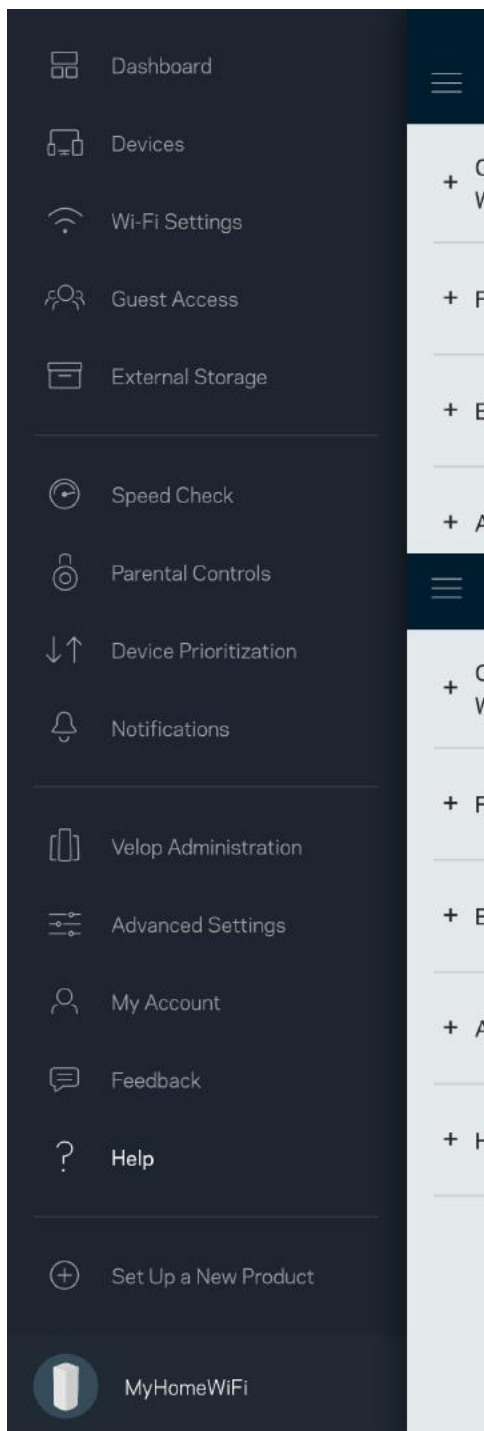 Dashboard
Devices
Wi-Fi Settings
Guest Access
External Storage
Speed Check
Parental Controls
Device Prioritization
Notifications
Velop Administration
Advanced Settings
My Account
Feedback
Help
Set Up a New Product
MyHomeWiFi